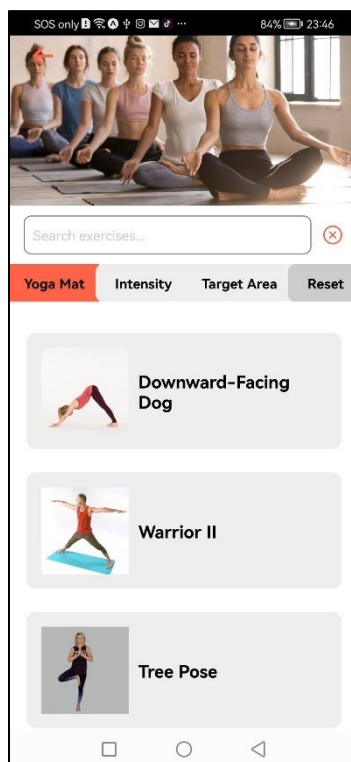 SOS only 84% 23:46
Search exercises...
Yoga Mat Intensity Target Area Reset
Downward-Facing
Dog
Warrior II
Tree Pose